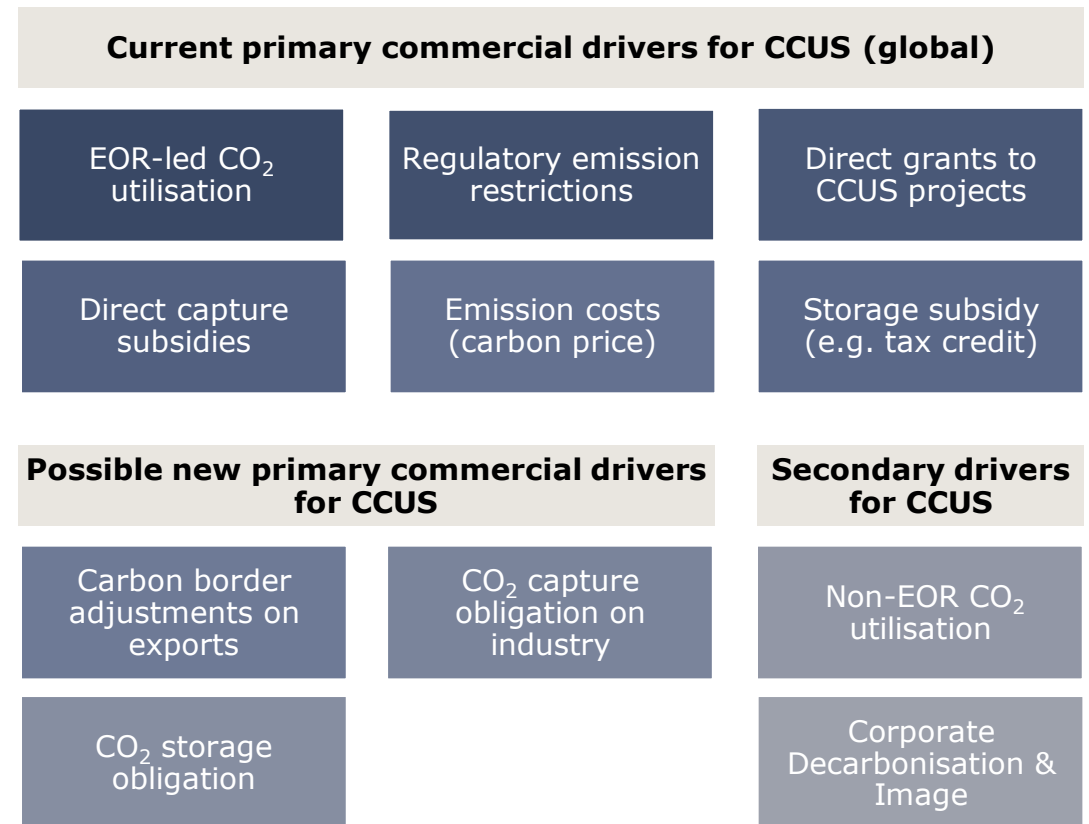 Current primary commercial drivers for CCUS (global)
EOR-led CO₂
utilisation
Regulatory emission
restrictions
Direct grants to
CCUS projects
Direct capture
subsidies
Emission costs
(carbon price)
Storage subsidy
(e.g. tax credit)
Possible new primary commercial drivers
for CCUS
Carbon border
adjustments on
exports
CO₂ capture
obligation on
industry
CO₂ storage
obligation
Secondary drivers
for CCUS
Non-EOR CO₂
utilisation
Corporate
Decarbonisation &
Image